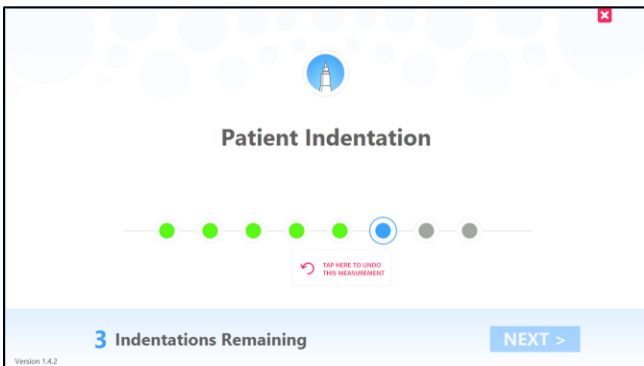 Patient Indentation
TAP HERE TO UNDO
THIS MEASUREMENT
3 Indentations Remaining
NEXT >
Version 1.4.2